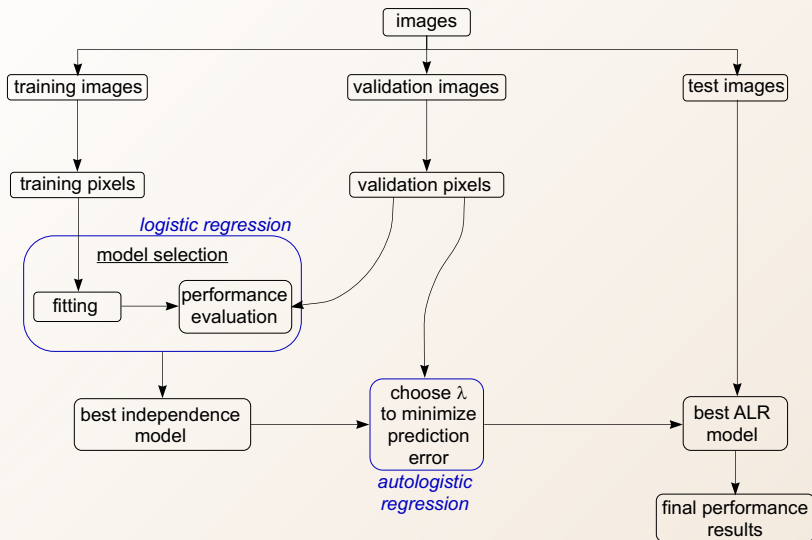 images
training images
validation images
test images
training pixels
validation pixels
logistic regression
model selection
fitting
performance
evaluation
best independence
model
choose λ
to minimize
prediction
error
autologistic
regression
best ALR
model
final performance
results